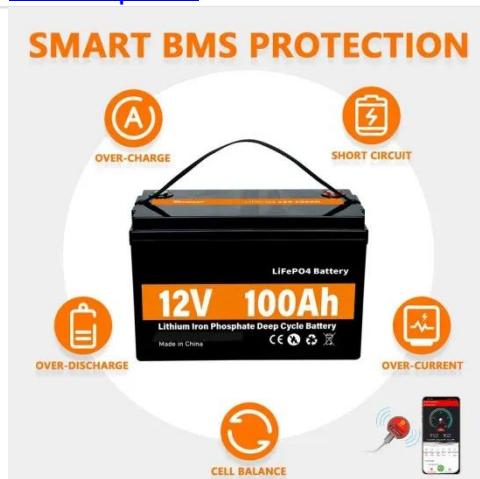 SMART BMS PROTECTION
OVER-CHARGE
SHORT CIRCUIT
LiFePO4 Battery
12V 100Ah
Lithium Iron Phosphate Deep Cycle Battery
Made in China
CE
OVER-DISCHARGE
OVER-CURRENT
CELL BALANCE